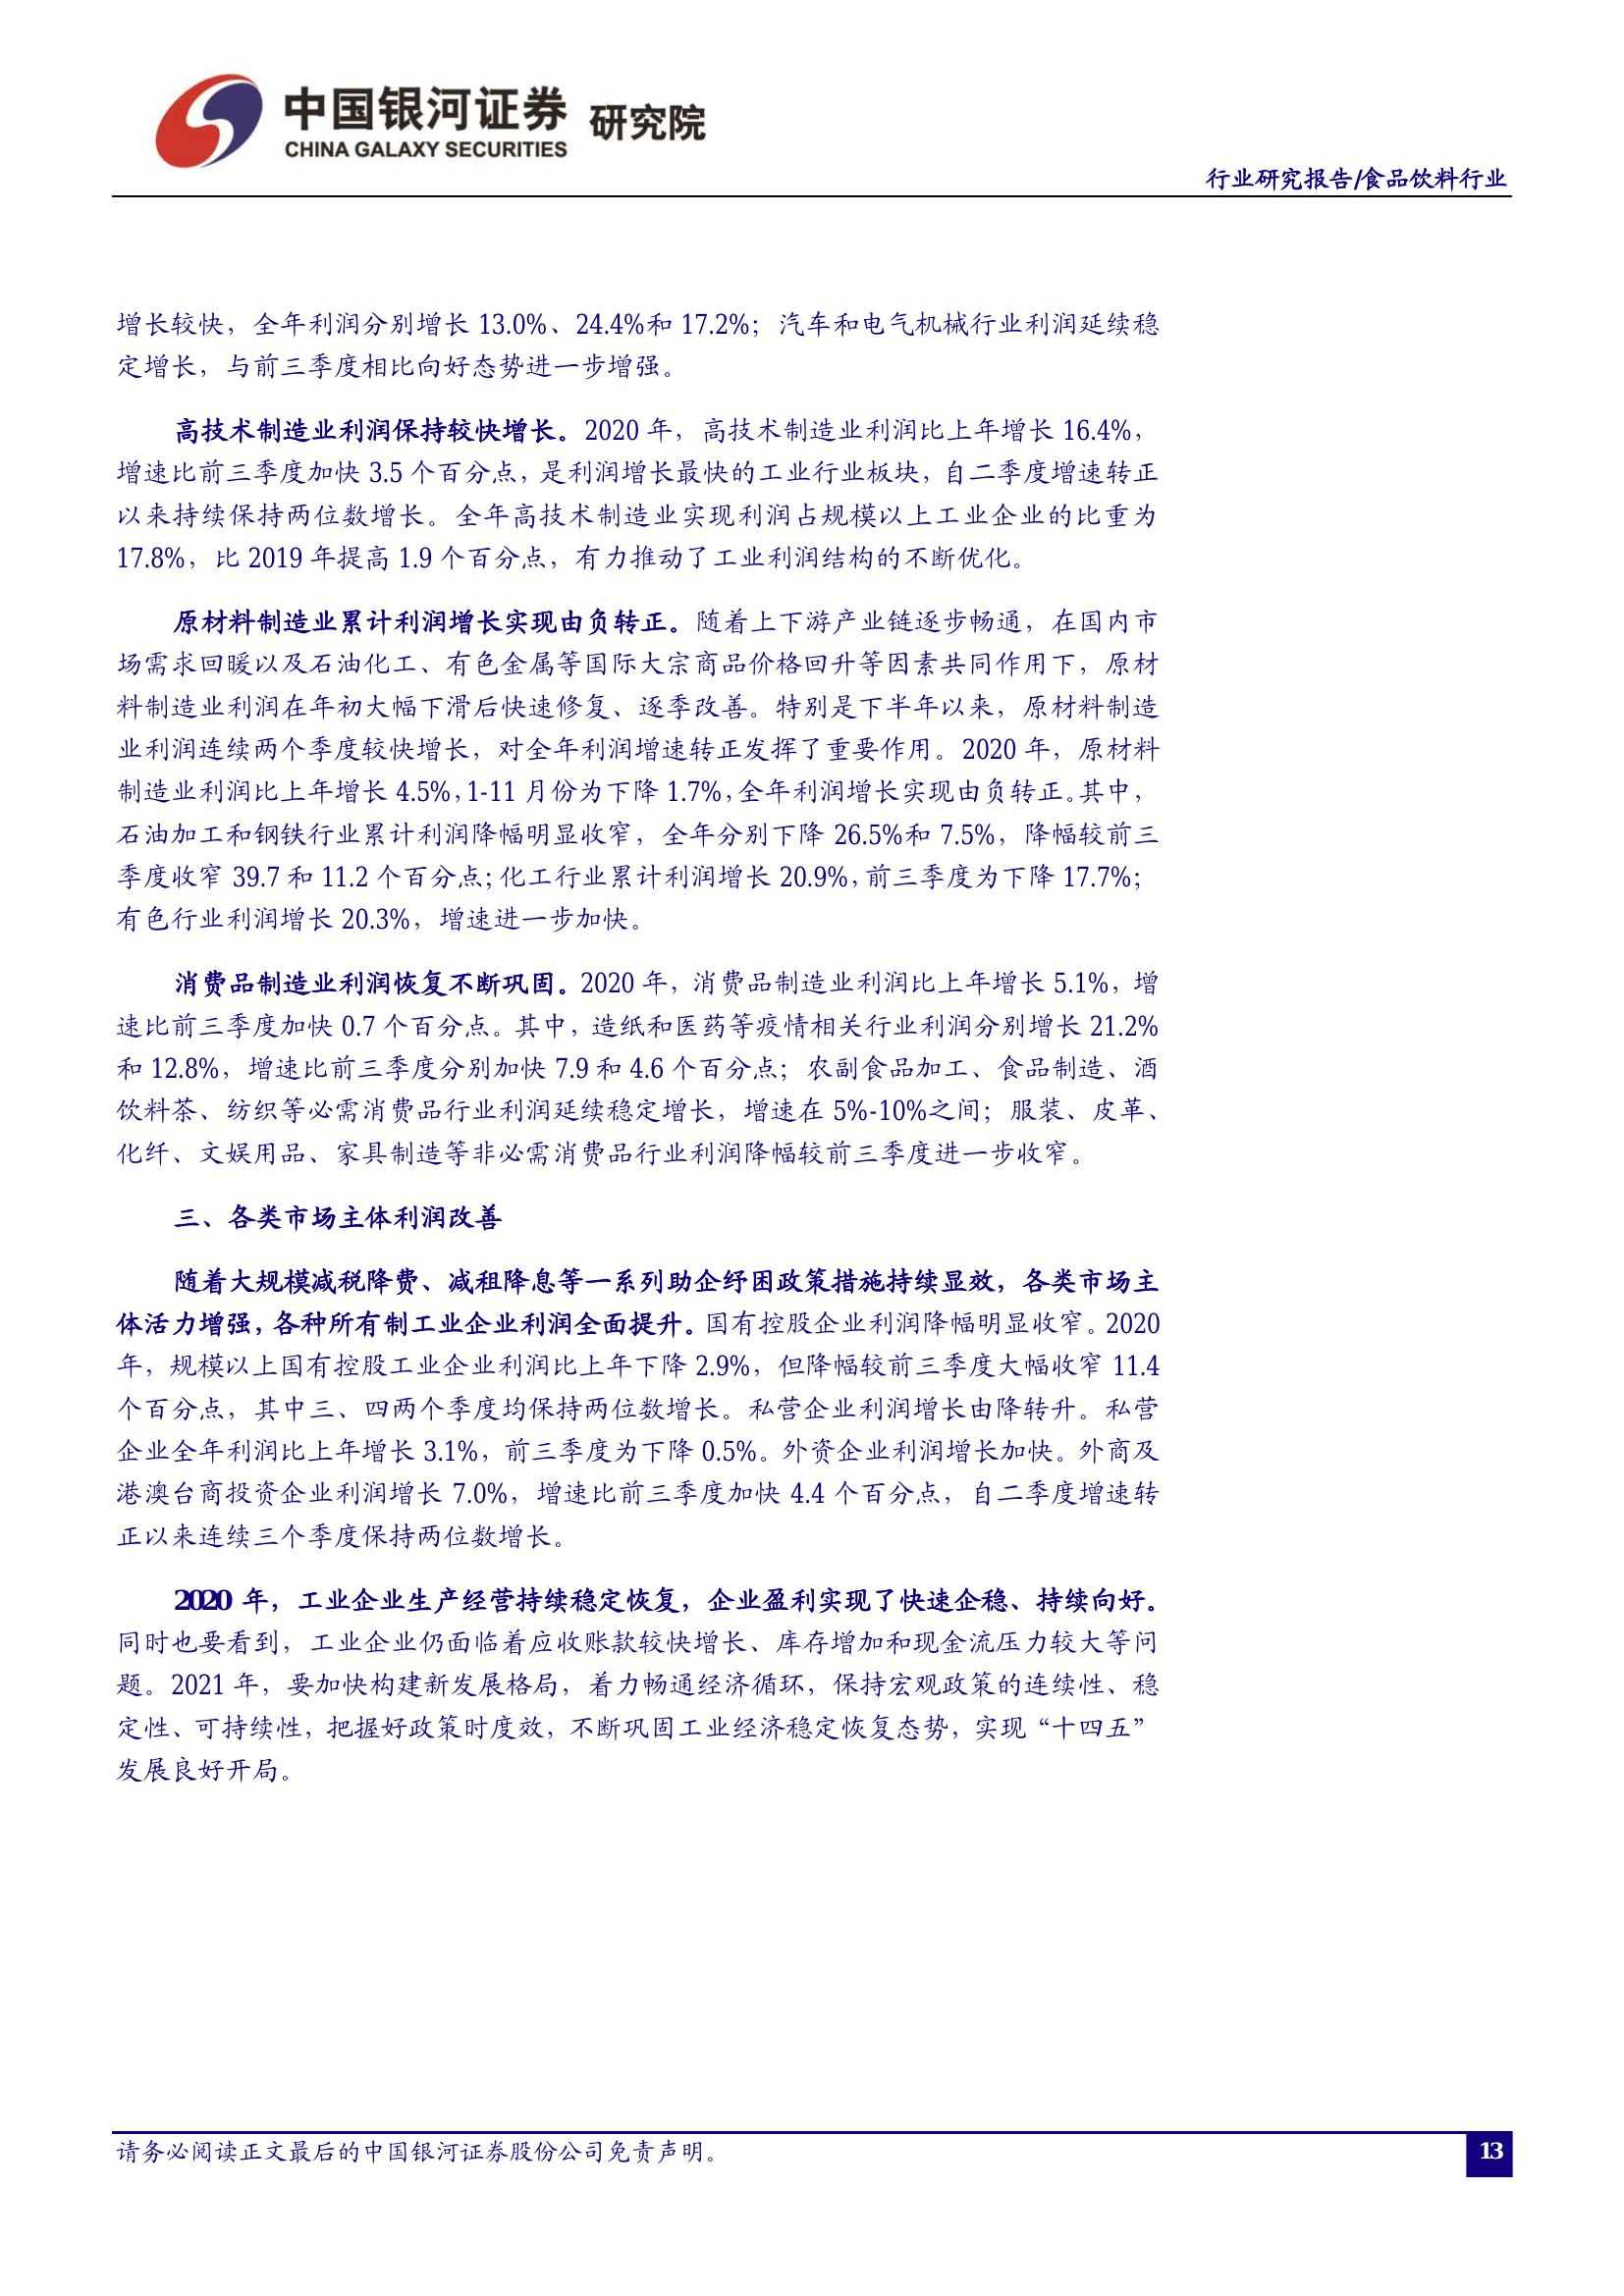 中国银河证券 研究院
CHINA GALAXY SECURITIES
行业研究报告/食品饮料行业
增长较快，全年利润分别增长 13.0%、24.4%和 17.2%；汽车和电气机械行业利润延续稳
定增长，与前三季度相比向好态势进一步增强。
高技术制造业利润保持较快增长。2020 年，高技术制造业利润比上年增长 16.4%，
增速比前三季度加快 3.5 个百分点，是利润增长最快的工业行业板块，自二季度增速转正
以来持续保持两位数增长。全年高技术制造业实现利润占规模以上工业企业的比重为
17.8%，比 2019 年提高 1.9 个百分点，有力推动了工业利润结构的不断优化。
原材料制造业累计利润增长实现由负转正。随着上下游产业链逐步畅通，在国内市
场需求回暖以及石油化工、有色金属等国际大宗商品价格回升等因素共同作用下，原材
料制造业利润在年初大幅下滑后快速修复、逐季改善。特别是下半年以来，原材料制造
业利润连续两个季度较快增长，对全年利润增速转正发挥了重要作用。2020 年，原材料
制造业利润比上年增长 4.5%，1-11 月份为下降 1.7%，全年利润增长实现由负转正。其中，
石油加工和钢铁行业累计利润降幅明显收窄，全年分别下降 26.5%和 7.5%，降幅较前三
季度收窄 39.7 和 11.2 个百分点；化工行业累计利润增长 20.9%，前三季度为下降 17.7%；
有色行业利润增长 20.3%，增速进一步加快。
消费品制造业利润恢复不断巩固。2020 年，消费品制造业利润比上年增长 5.1%，增
速比前三季度加快 0.7 个百分点。其中，造纸和医药等疫情相关行业利润分别增长 21.2%
和 12.8%，增速比前三季度分别加快 7.9 和 4.6 个百分点；农副食品加工、食品制造、酒
饮料茶、纺织等必需消费品行业利润延续稳定增长，增速在 5%-10%之间；服装、皮革、
化纤、文娱用品、家具制造等非必需消费品行业利润降幅较前三季度进一步收窄。
三、各类市场主体利润改善
随着大规模减税降费、减租降息等一系列助企纾困政策措施持续显效，各类市场主
体活力增强，各种所有制工业企业利润全面提升。国有控股企业利润降幅明显收窄。2020
年，规模以上国有控股工业企业利润比上年下降 2.9%，但降幅较前三季度大幅收窄 11.4
个百分点，其中三、四两个季度均保持两位数增长。私营企业利润增长由降转升。私营
企业全年利润比上年增长 3.1%，前三季度为下降 0.5%。外资企业利润增长加快。外商及
港澳台商投资企业利润增长 7.0%，增速比前三季度加快 4.4 个百分点，自二季度增速转
正以来连续三个季度保持两位数增长。
2020 年，工业企业生产经营持续稳定恢复，企业盈利实现了快速企稳、持续向好。
同时也要看到，工业企业仍面临着应收账款较快增长、库存增加和现金流压力较大等问
题。2021 年，要加快构建新发展格局，着力畅通经济循环，保持宏观政策的连续性、稳
定性、可持续性，把握好政策时度效，不断巩固工业经济稳定恢复态势，实现“十四五”
发展良好开局。
请务必阅读正文最后的中国银河证券股份公司免责声明。
13